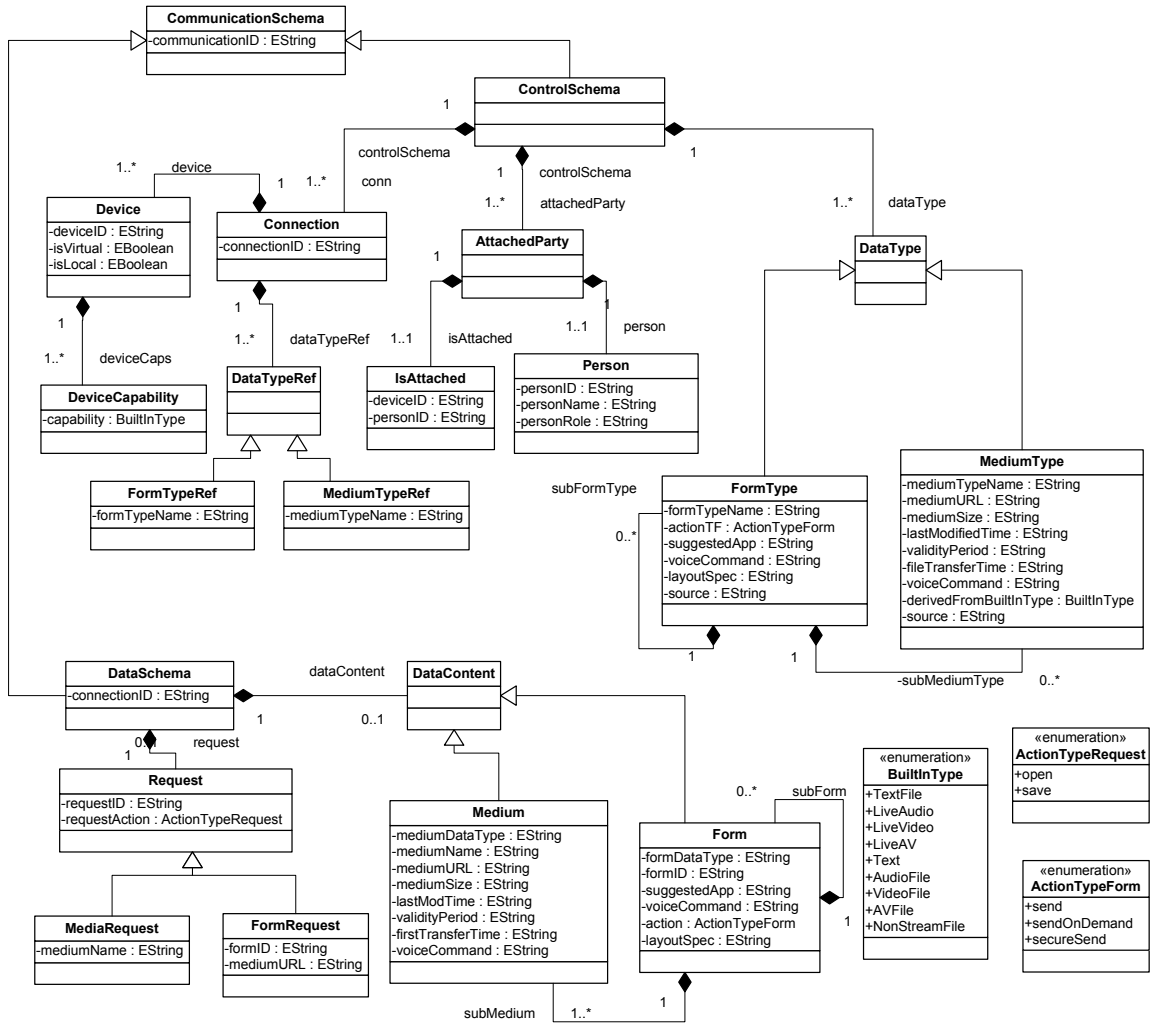 CommunicationSchema
-communicationID : EString
ControlSchema
1
1
1
controlSchema
conn
1..*
controlSchema
attachedParty
1..*
1..*
dataType
1..*
device
1
Device
-deviceID : EString
-isVirtual : EBoolean
-isLocal : EBoolean
Connection
-connectionID : EString
AttachedParty
DataType
1
1..*
deviceCaps
1
1..*
dataTypeRef
1
1..1
isAttached
1
1..1
person
DeviceCapability
-capability : BuiltInType
DataTypeRef
IsAttached
-deviceID : EString
-personID : EString
Person
-personID : EString
-personName : EString
-personRole : EString
FormTypeRef
-formTypeName : EString
MediumTypeRef
-mediumTypeName : EString
subFormType
0..*
FormType
-formTypeName : EString
-actionTF : ActionTypeForm
-suggestedApp : EString
-voiceCommand : EString
-layoutSpec : EString
-source : EString
MediumType
-mediumTypeName : EString
-mediumURL : EString
-mediumSize : EString
-lastModifiedTime : EString
-validityPeriod : EString
-fileTransferTime : EString
-voiceCommand : EString
-derivedFromBuiltInType : BuiltInType
-source : EString
1
1
-subMediumType
0..*
DataSchema
-connectionID : EString
dataContent
1
0..1
DataContent
0..1
request
1
Request
-requestID : EString
-requestAction : ActionTypeRequest
MediaRequest
-mediumName : EString
FormRequest
-formID : EString
-mediumURL : EString
Medium
-mediumDataType : EString
-mediumName : EString
-mediumURL : EString
-mediumSize : EString
-lastModTime : EString
-validityPeriod : EString
-firstTransferTime : EString
-voiceCommand : EString
0..*
subForm
Form
-formDataType : EString
-formID : EString
-suggestedApp : EString
-voiceCommand : EString
-action : ActionTypeForm
-layoutSpec : EString
1
subMedium
1..*
1
«enumeration»
BuiltInType
+TextFile
+LiveAudio
+LiveVideo
+LiveAV
+Text
+AudioFile
+VideoFile
+AVFile
+NonStreamFile
«enumeration»
ActionTypeRequest
+open
+save
«enumeration»
ActionTypeForm
+send
+sendOnDemand
+secureSend